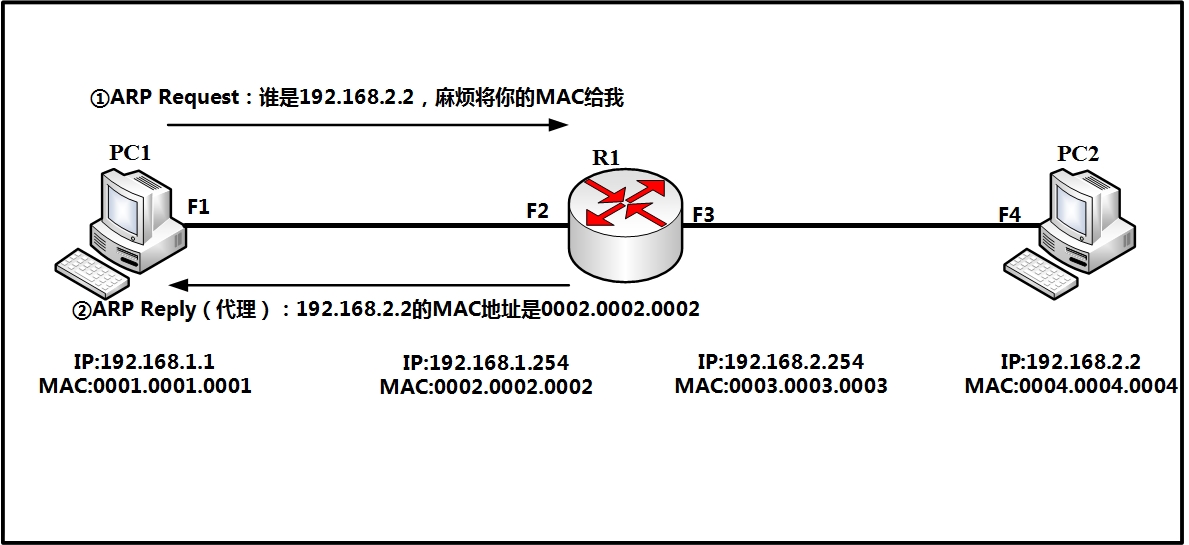 ①ARP Request：谁是192.168.2.2，麻烦将你的MAC给我
PC1
R1
PC2
F1
F2
F3
F4
②ARP Reply（代理）：192.168.2.2的MAC地址是0002.0002.0002
IP:192.168.1.1
MAC:0001.0001.0001
IP:192.168.1.254
MAC:0002.0002.0002
IP:192.168.2.254
MAC:0003.0003.0003
IP:192.168.2.2
MAC:0004.0004.0004